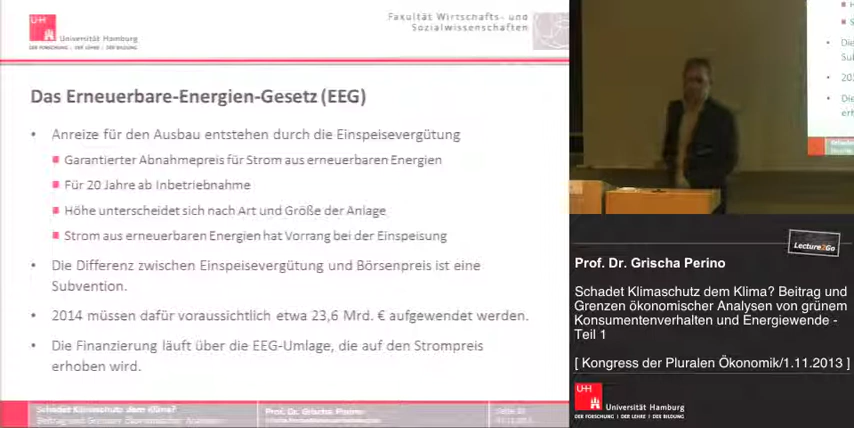 UH
Universität Hamburg
DER FORSCHUNG | DER LEHRE | DER BILDUNG
Fakultät Wirtschafts- und
Sozialwissenschaften
Das Erneuerbare-Energien-Gesetz (EEG)
• Anreize für den Ausbau entstehen durch die Einspeisevergütung
Garantierter Abnahmepreis für Strom aus erneuerbaren Energien
Für 20 Jahre ab Inbetriebnahme
Höhe unterscheidet sich nach Art und Größe der Anlage
Strom aus erneuerbaren Energien hat Vorrang bei der Einspeisung
• Die Differenz zwischen Einspeisevergütung und Börsenpreis ist eine
Subvention.
• 2014 müssen dafür voraussichtlich etwa 23,6 Mrd. € aufgewendet werden.
• Die Finanzierung läuft über die EEG-Umlage, die auf den Strompreis
erhoben wird.
Schadet Klimaschutz dem Klima?
Prof. Dr. Grischa Perino
Die
Sub
Die
Lecture2Go
Prof. Dr. Grischa Perino
Schadet Klimaschutz dem Klima? Beitrag und
Grenzen ökonomischer Analysen von grünem
Konsumentenverhalten und Energiewende -
Teil 1
[ Kongress der Pluralen Ökonomik/1.11.2013 ]
UH
Universität Hamburg
DER FORSCHUNG | DER LEHRE | DER BILDUNG